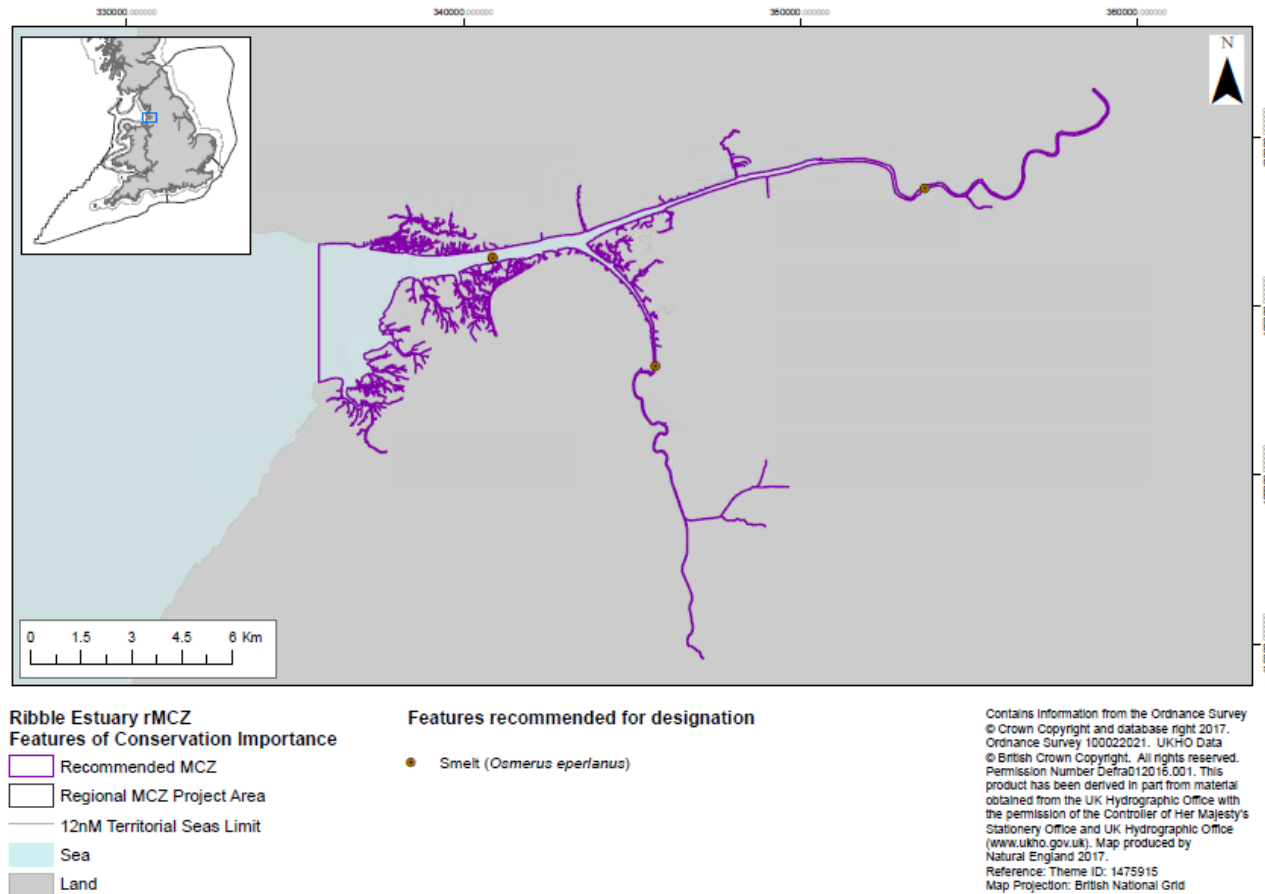 330000.000000 340000.000000 350000.000000 360000.000000
N
0 1.5 3 4.5 6 Km
Ribble Estuary rMCZ
Features of Conservation Importance
Recommended MCZ
Regional MCZ Project Area
12nM Territorial Seas Limit
Sea
Land
Features recommended for designation
Smelt (Osmerus eperlanus)
Contains Information from the Ordnance Survey
© Crown Copyright and database right 2017.
Ordnance Survey 100022021. UKHO Data
© British Crown Copyright. All rights reserved.
Permission Number Defra012016.001. This
product has been derived in part from material
obtained from the UK Hydrographic Office with
the permission of the Controller of Her Majesty's
Stationery Office and UK Hydrographic Office
(www.ukho.gov.uk). Map produced by
Natural England 2017.
Reference: Theme ID: 1475915
Map Projection: British National Grid